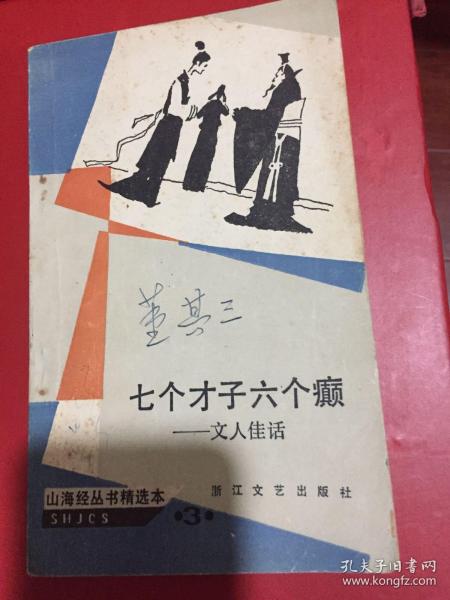 董其三
七个才子六个癫
——文人佳话
山海经丛书精选本
SHJCS
·3·
浙江文艺出版社
孔夫子旧书网
www.kongfz.com